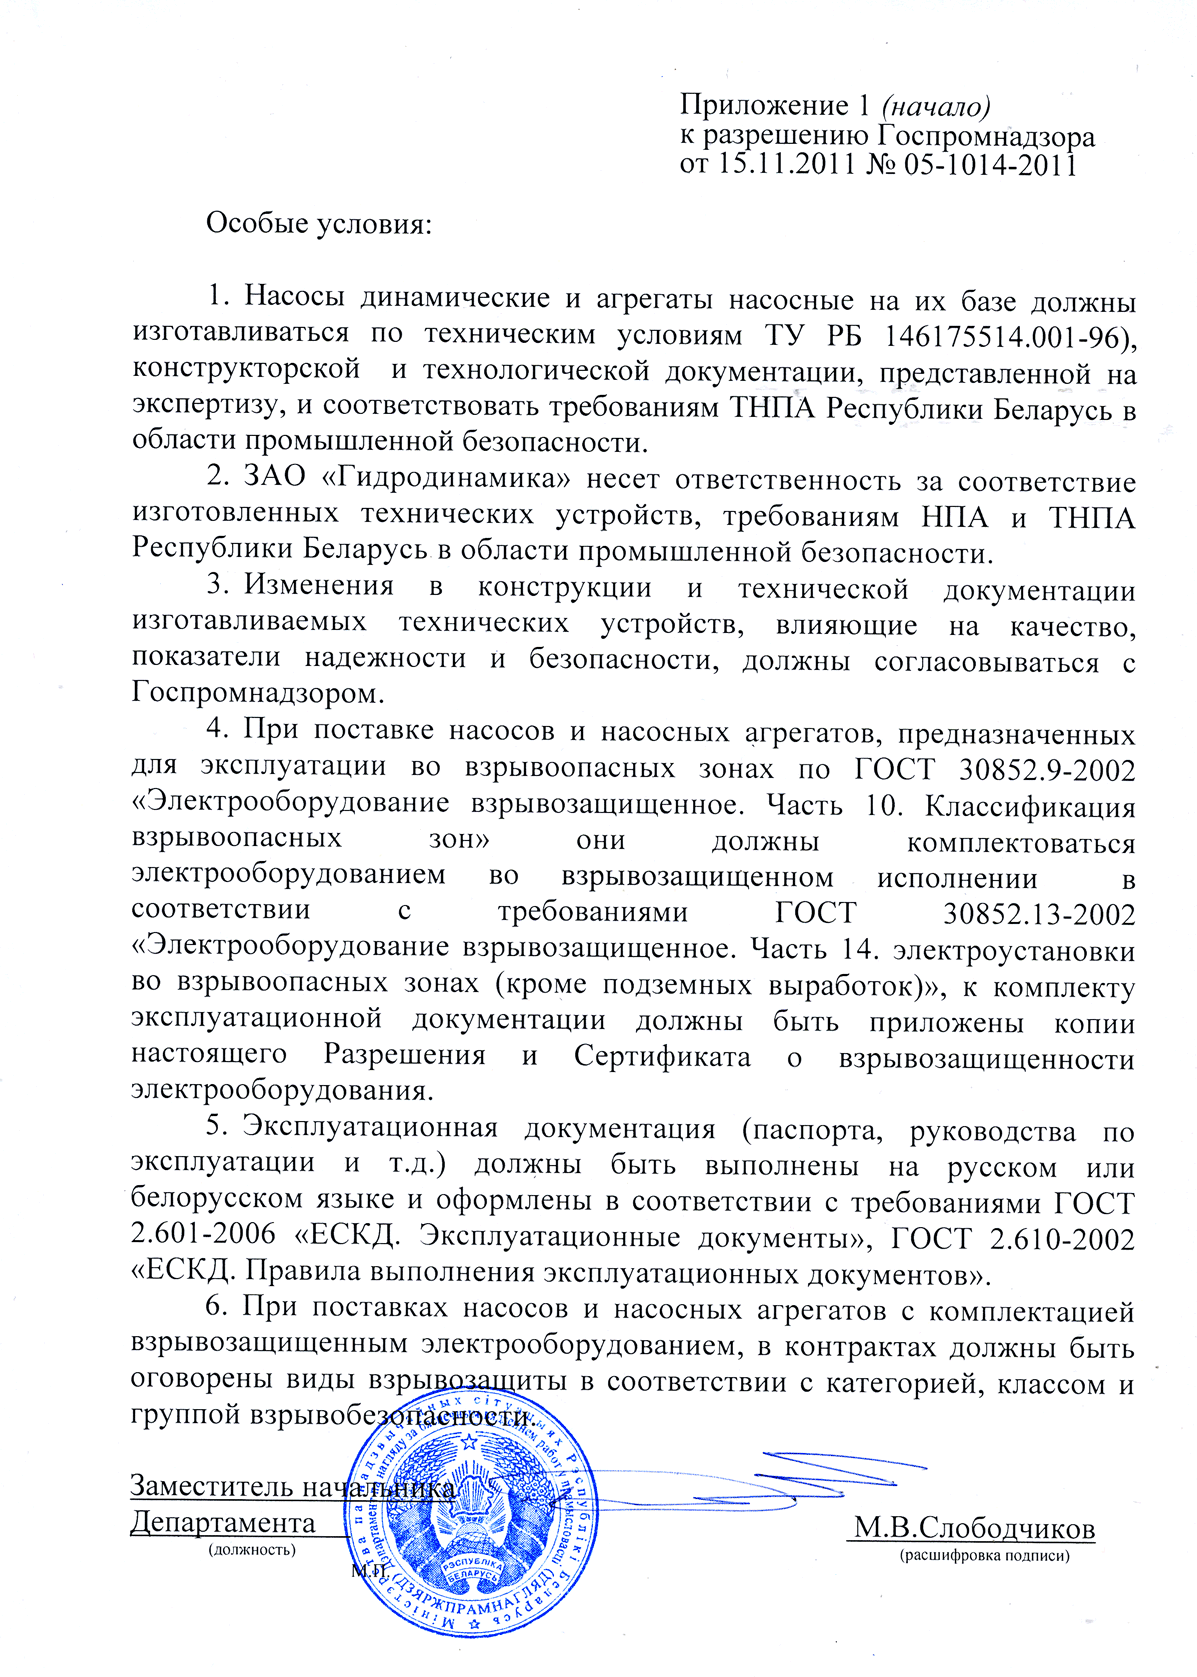 Приложение 1 (начало)
к разрешению Госпромнадзора
от 15.11.2011 № 05-1014-2011
Особые условия:
1. Насосы динамические и агрегаты насосные на их базе должны
изготавливаться по техническим условиям ТУ РБ 146175514.001-96),
конструкторской и технологической документации, представленной на
экспертизу, и соответствовать требованиям ТНПА Республики Беларусь в
области промышленной безопасности.
2. ЗАО «Гидродинамика» несет ответственность за соответствие
изготовленных технических устройств, требованиям НПА и ТНПА
Республики Беларусь в области промышленной безопасности.
3. Изменения в конструкции и технической документации
изготавливаемых технических устройств, влияющие на качество,
показатели надежности и безопасности, должны согласовываться с
Госпромнадзором.
4. При поставке насосов и насосных агрегатов, предназначенных
для эксплуатации во взрывоопасных зонах по ГОСТ 30852.9-2002
«Электрооборудование взрывозащищенное. Часть 10. Классификация
взрывоопасных зон» они должны комплектоваться
электрооборудованием во взрывозащищенном исполнении в
соответствии с требованиями ГОСТ 30852.13-2002
«Электрооборудование взрывозащищенное. Часть 14. электроустановки
во взрывоопасных зонах (кроме подземных выработок)», к комплекту
эксплуатационной документации должны быть приложены копии
настоящего Разрешения и Сертификата о взрывозащищенности
электрооборудования.
5. Эксплуатационная документация (паспорта, руководства по
эксплуатации и т.д.) должны быть выполнены на русском или
белорусском языке и оформлены в соответствии с требованиями ГОСТ
2.601-2006 «ЕСКД. Эксплуатационные документы», ГОСТ 2.610-2002
«ЕСКД. Правила выполнения эксплуатационных документов».
6. При поставках насосов и насосных агрегатов с комплектацией
взрывозащищенным электрооборудованием, в контрактах должны быть
оговорены виды взрывозащиты в соответствии с категорией, классом и
группой взрывобезопасности.
Заместитель начальника
Департамента М.В.Слободчиков
(должность) (расшифровка подписи)
М.П.
Міністэрства па надзвычайных сітуацыях Рэспублікі Беларусь
(ДЗЯРЖПРАМНАГЛЯД)
РЭСПУБЛІКА
БЕЛАРУСЬ